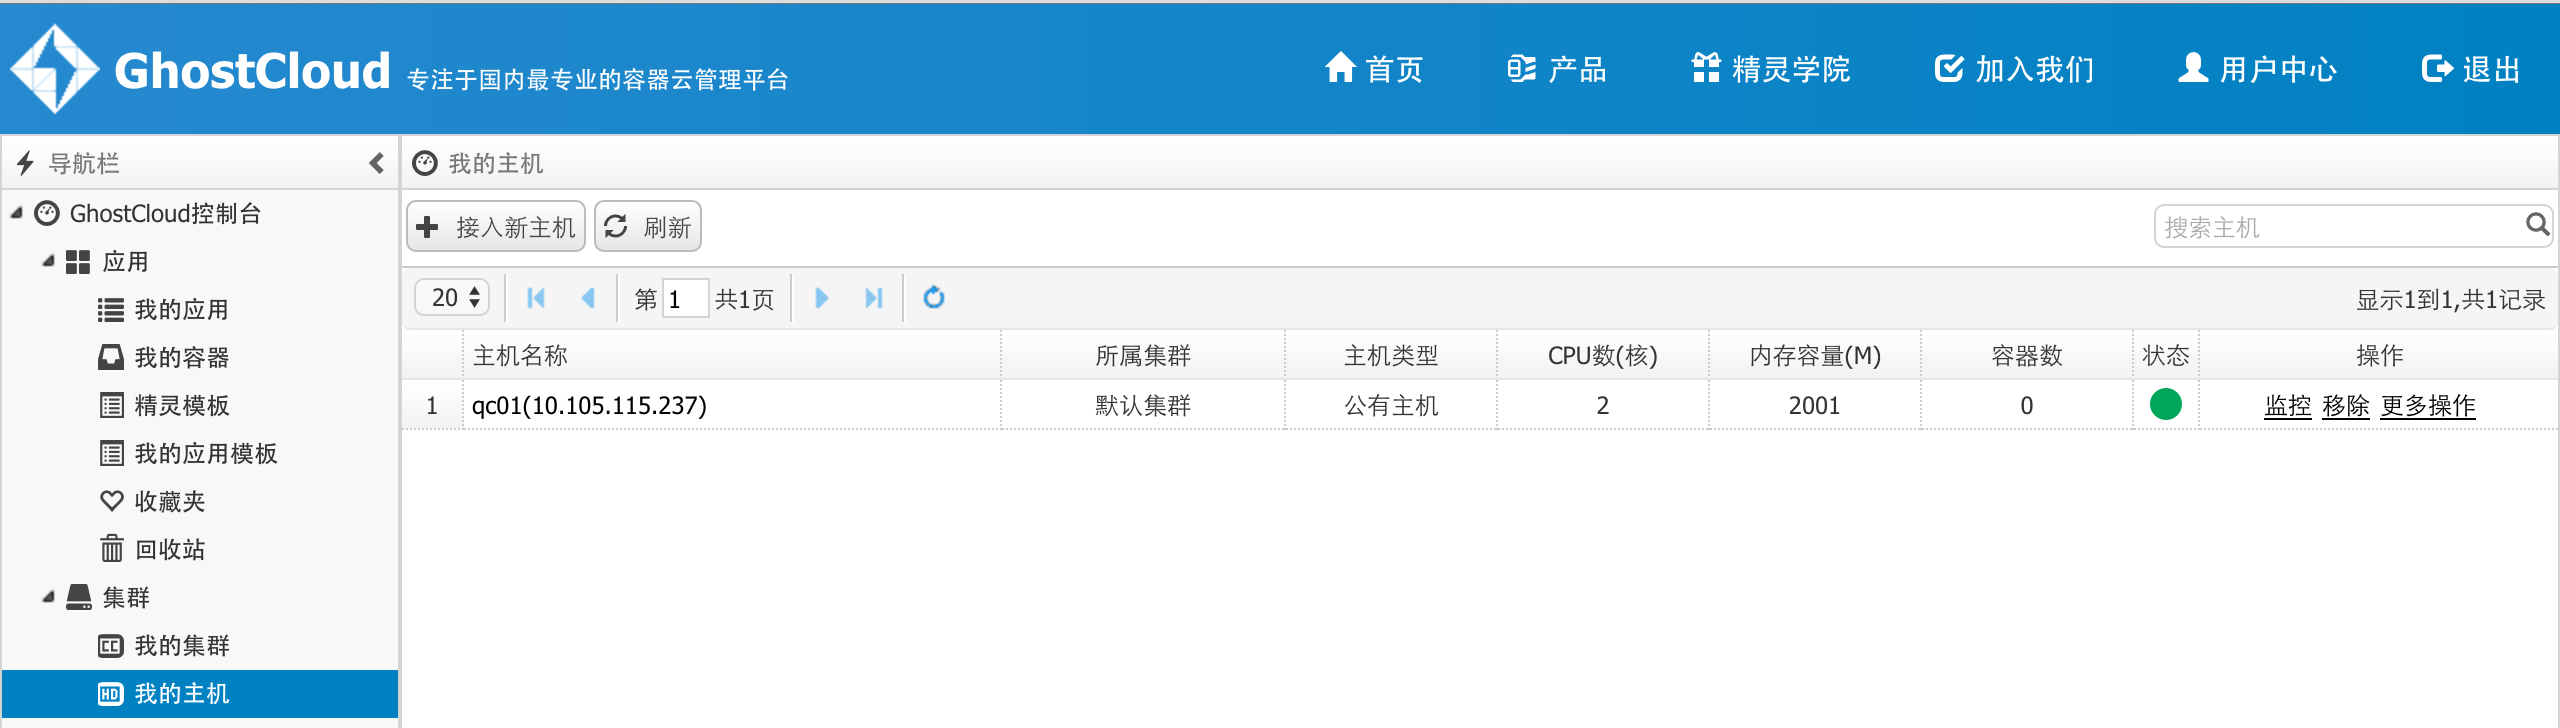 GhostCloud 专注于国内最专业的容器云管理平台 首页 产品 精灵学院 加入我们 用户中心 退出
导航栏
GhostCloud控制台
应用
我的应用
我的容器
精灵模板
我的应用模板
收藏夹
回收站
集群
CC 我的集群
HD 我的主机
我的主机
接入新主机 刷新 搜索主机
20 第 1 共1页 显示1到1,共1记录
主机名称 所属集群 主机类型 CPU数(核) 内存容量(M) 容器数 状态 操作
1 qc01(10.105.115.237) 默认集群 公有主机 2 2001 0 监控 移除 更多操作